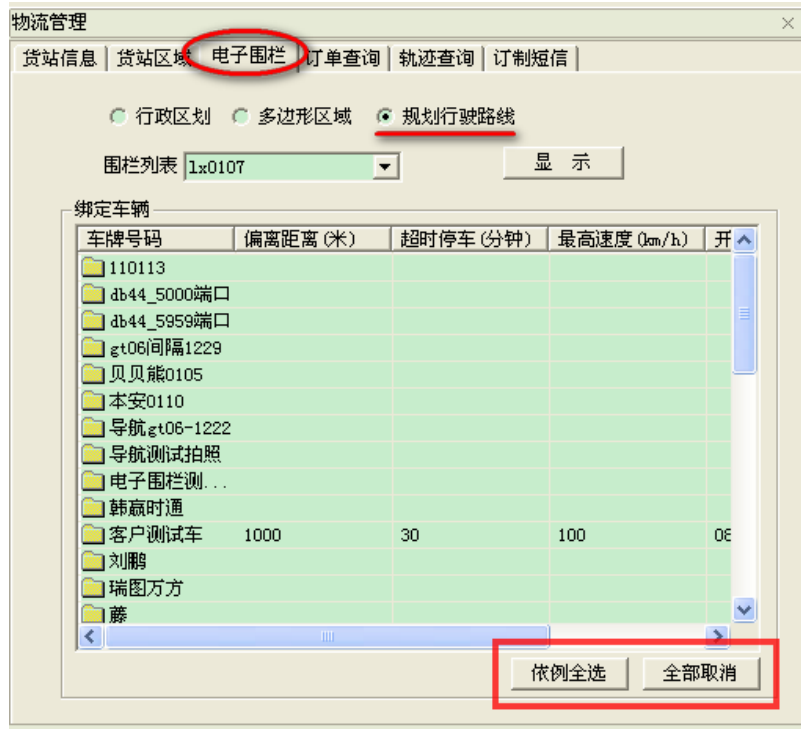 物流管理
货站信息 货站区域 电子围栏 订单查询 轨迹查询 订制短信
行政区划 多边形区域 规划行驶路线
围栏列表 lx0107 显 示
绑定车辆
车牌号码 偏离距离(米) 超时停车(分钟) 最高速度(km/h) 开
110113
db44_5000端口
db44_5959端口
gt06间隔1229
贝贝熊0105
本安0110
导航gt06-1222
导航测试拍照
电子围栏测...
韩赢时通
客户测试车 1000 30 100 08
刘鹏
瑞图万方
藤
依例全选 全部取消